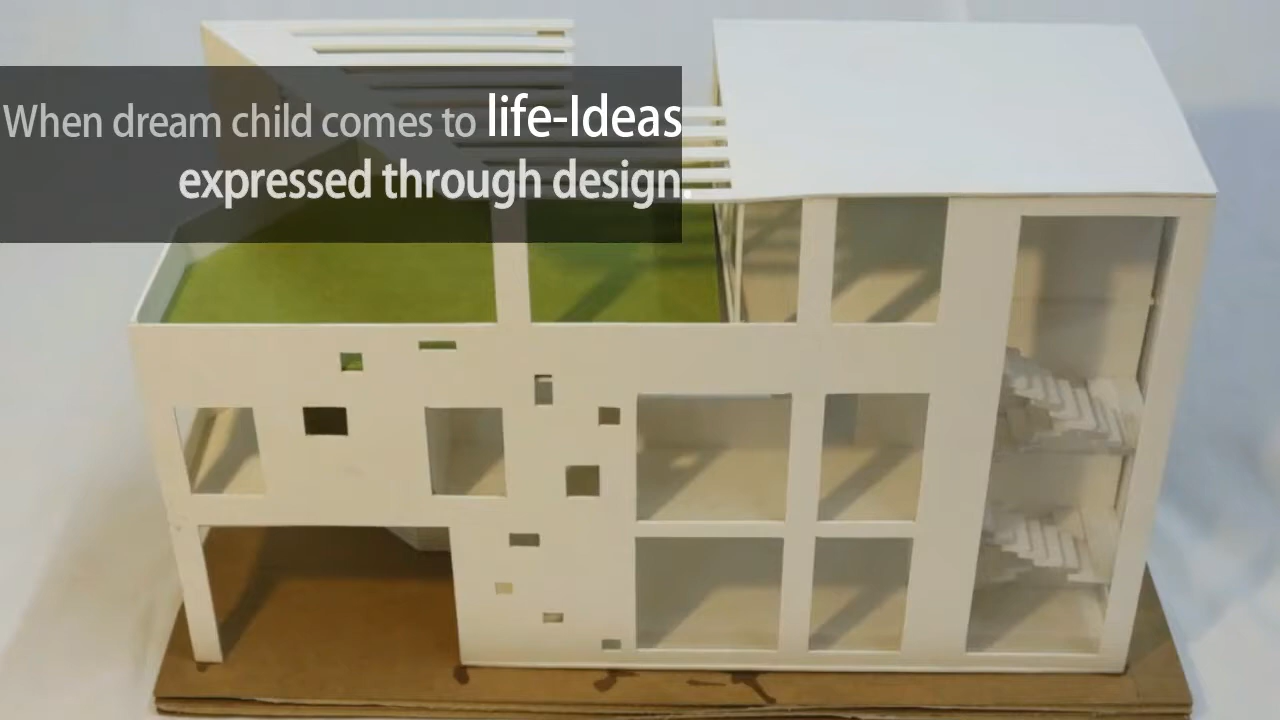 When dream child comes to life-Ideas
expressed through design.